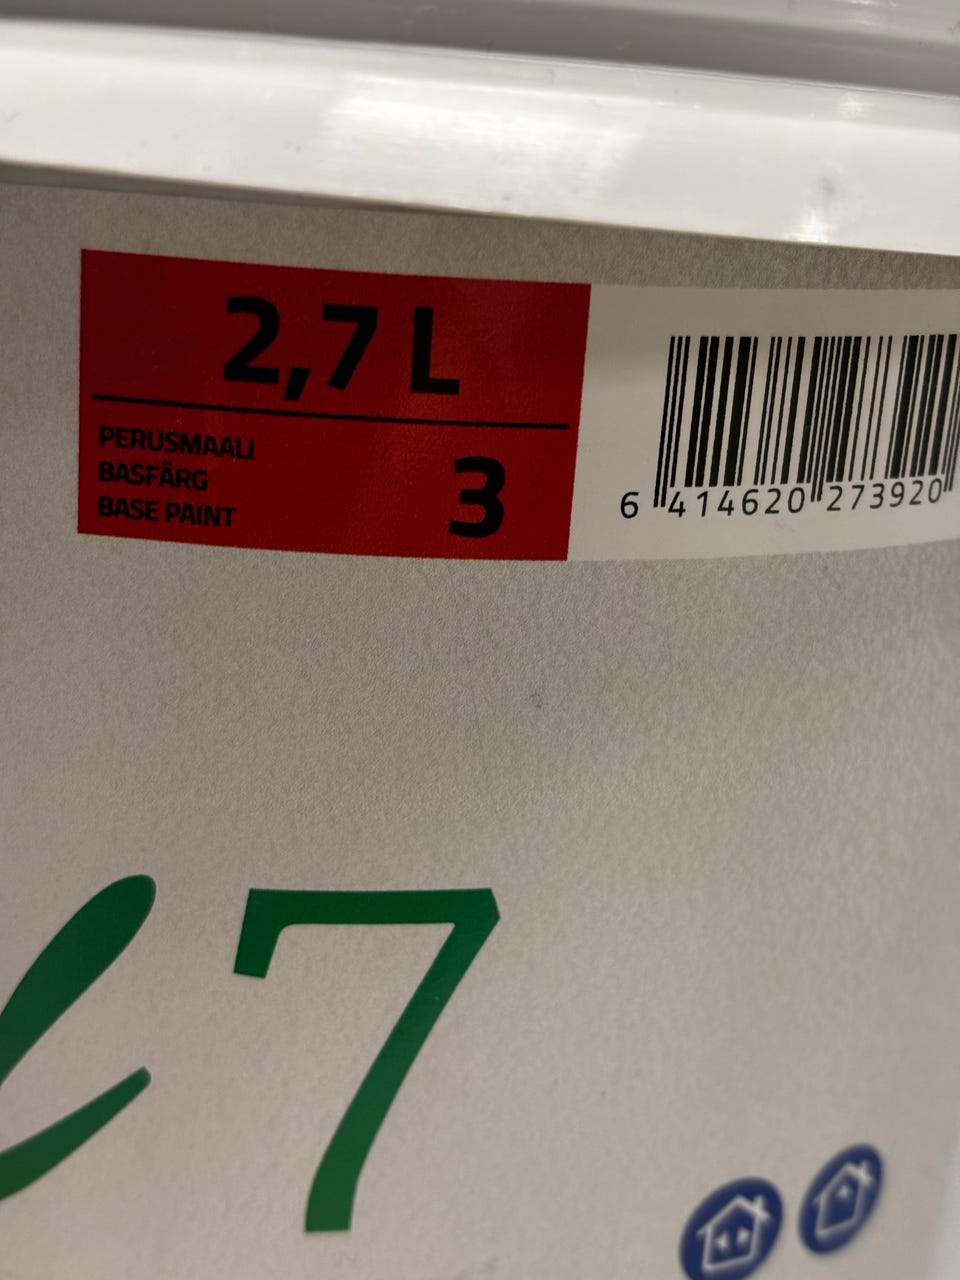 2,7 L
PERUSMAALI
BASFÄRG
BASE PAINT
3
6 414620 273920
l 7